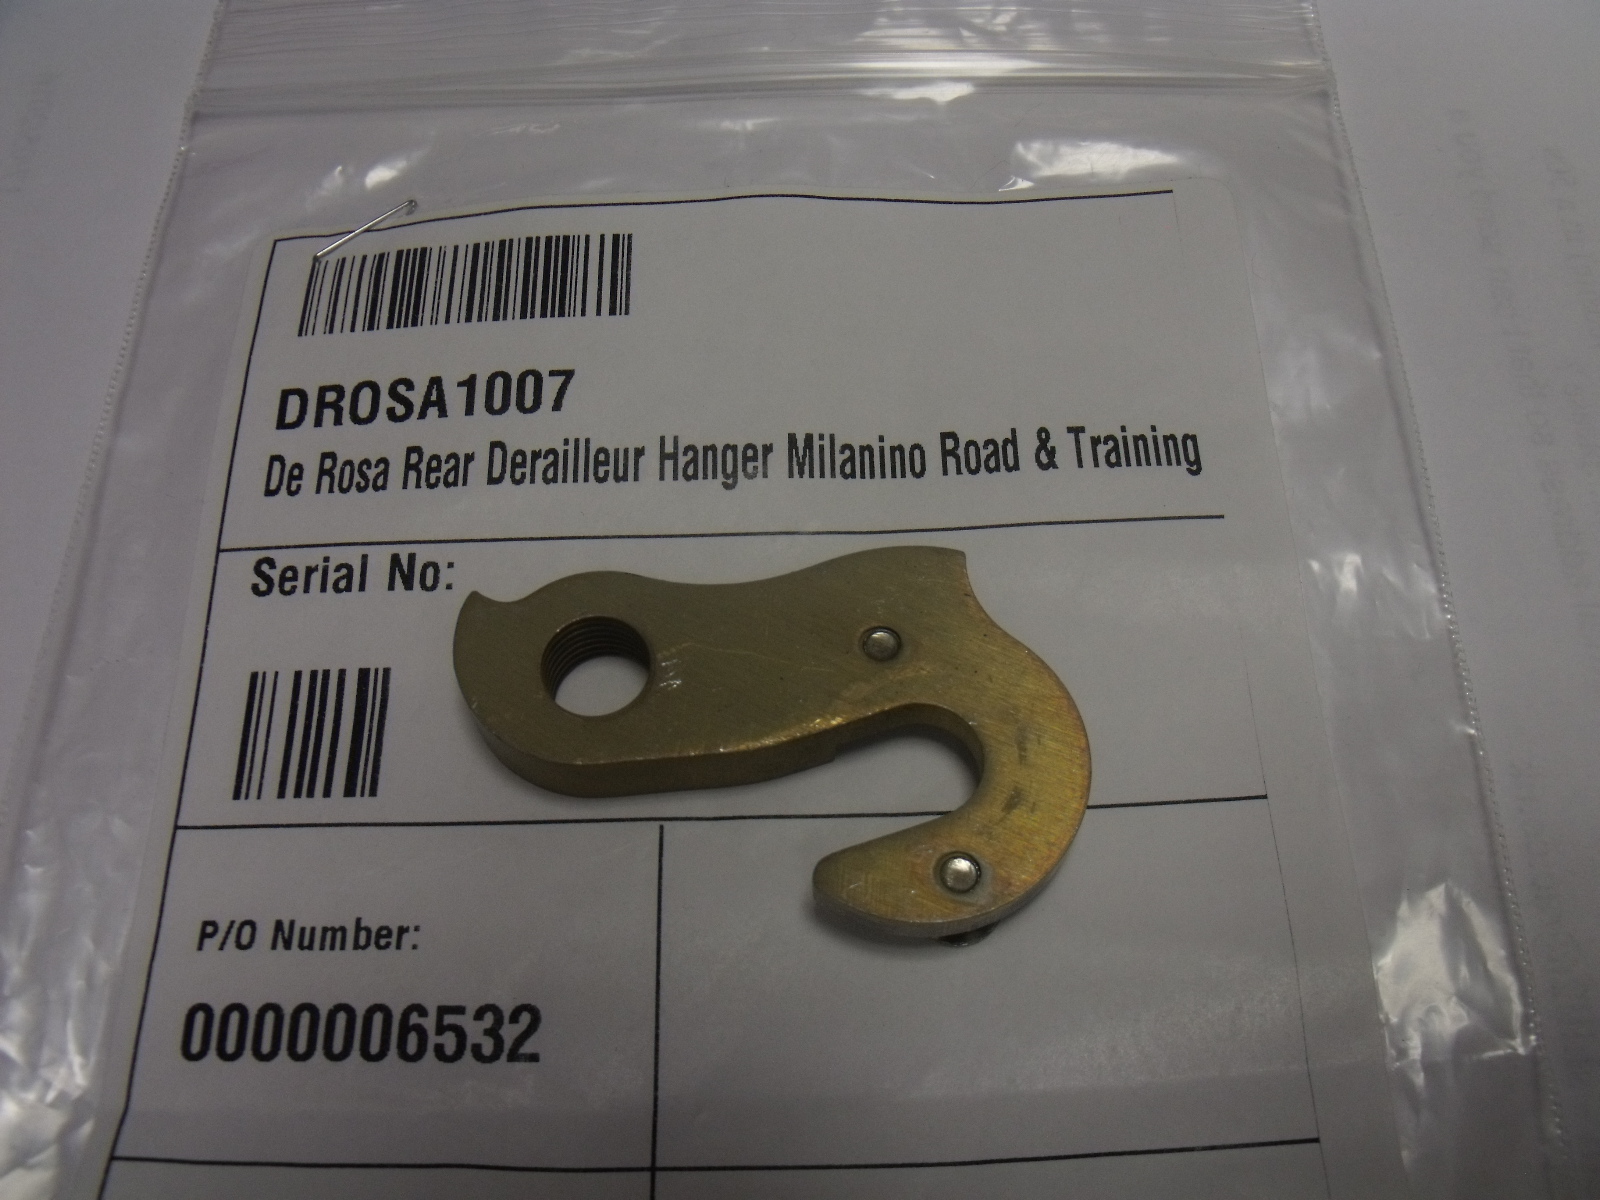 DROSA1007
De Rosa Rear Derailleur Hanger Milanino Road & Training
Serial No:
P/O Number:
0000006532